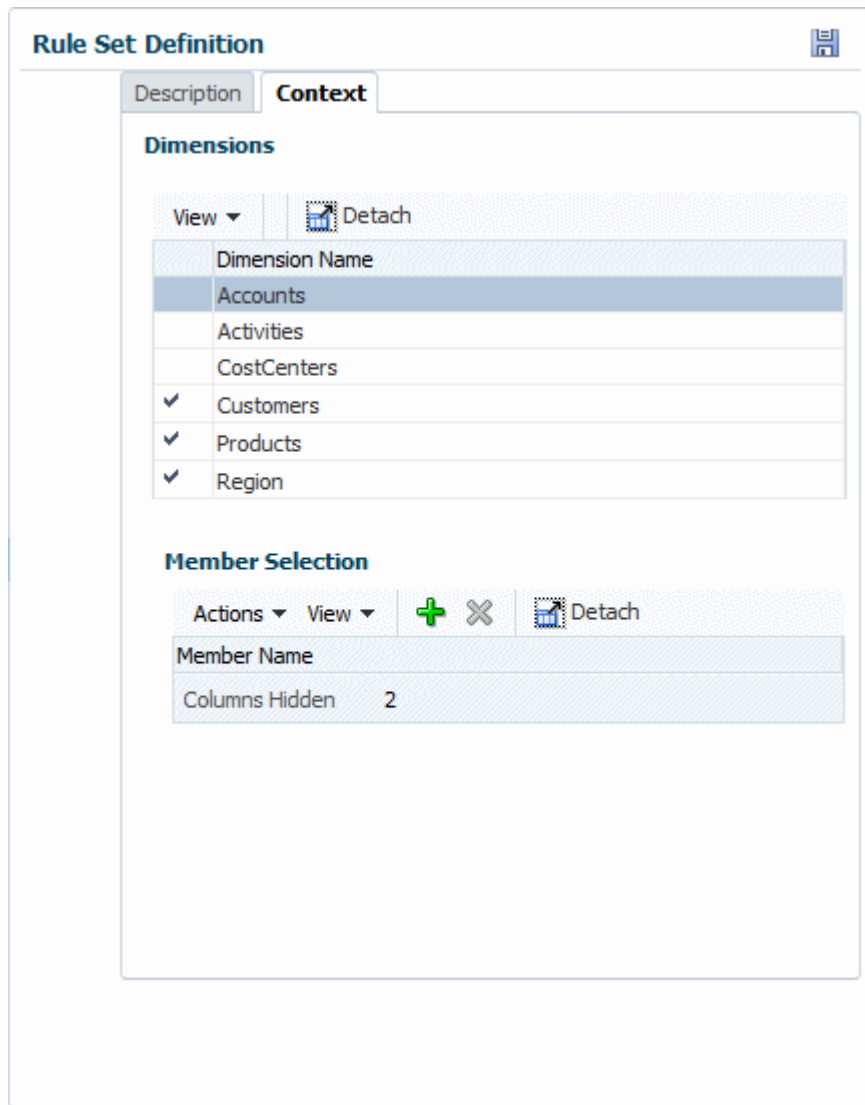 Rule Set Definition
Description Context
Dimensions
View Detach
Dimension Name
Accounts
Activities
CostCenters
Customers
Products
Region
Member Selection
Actions View Detach
Member Name
Columns Hidden 2